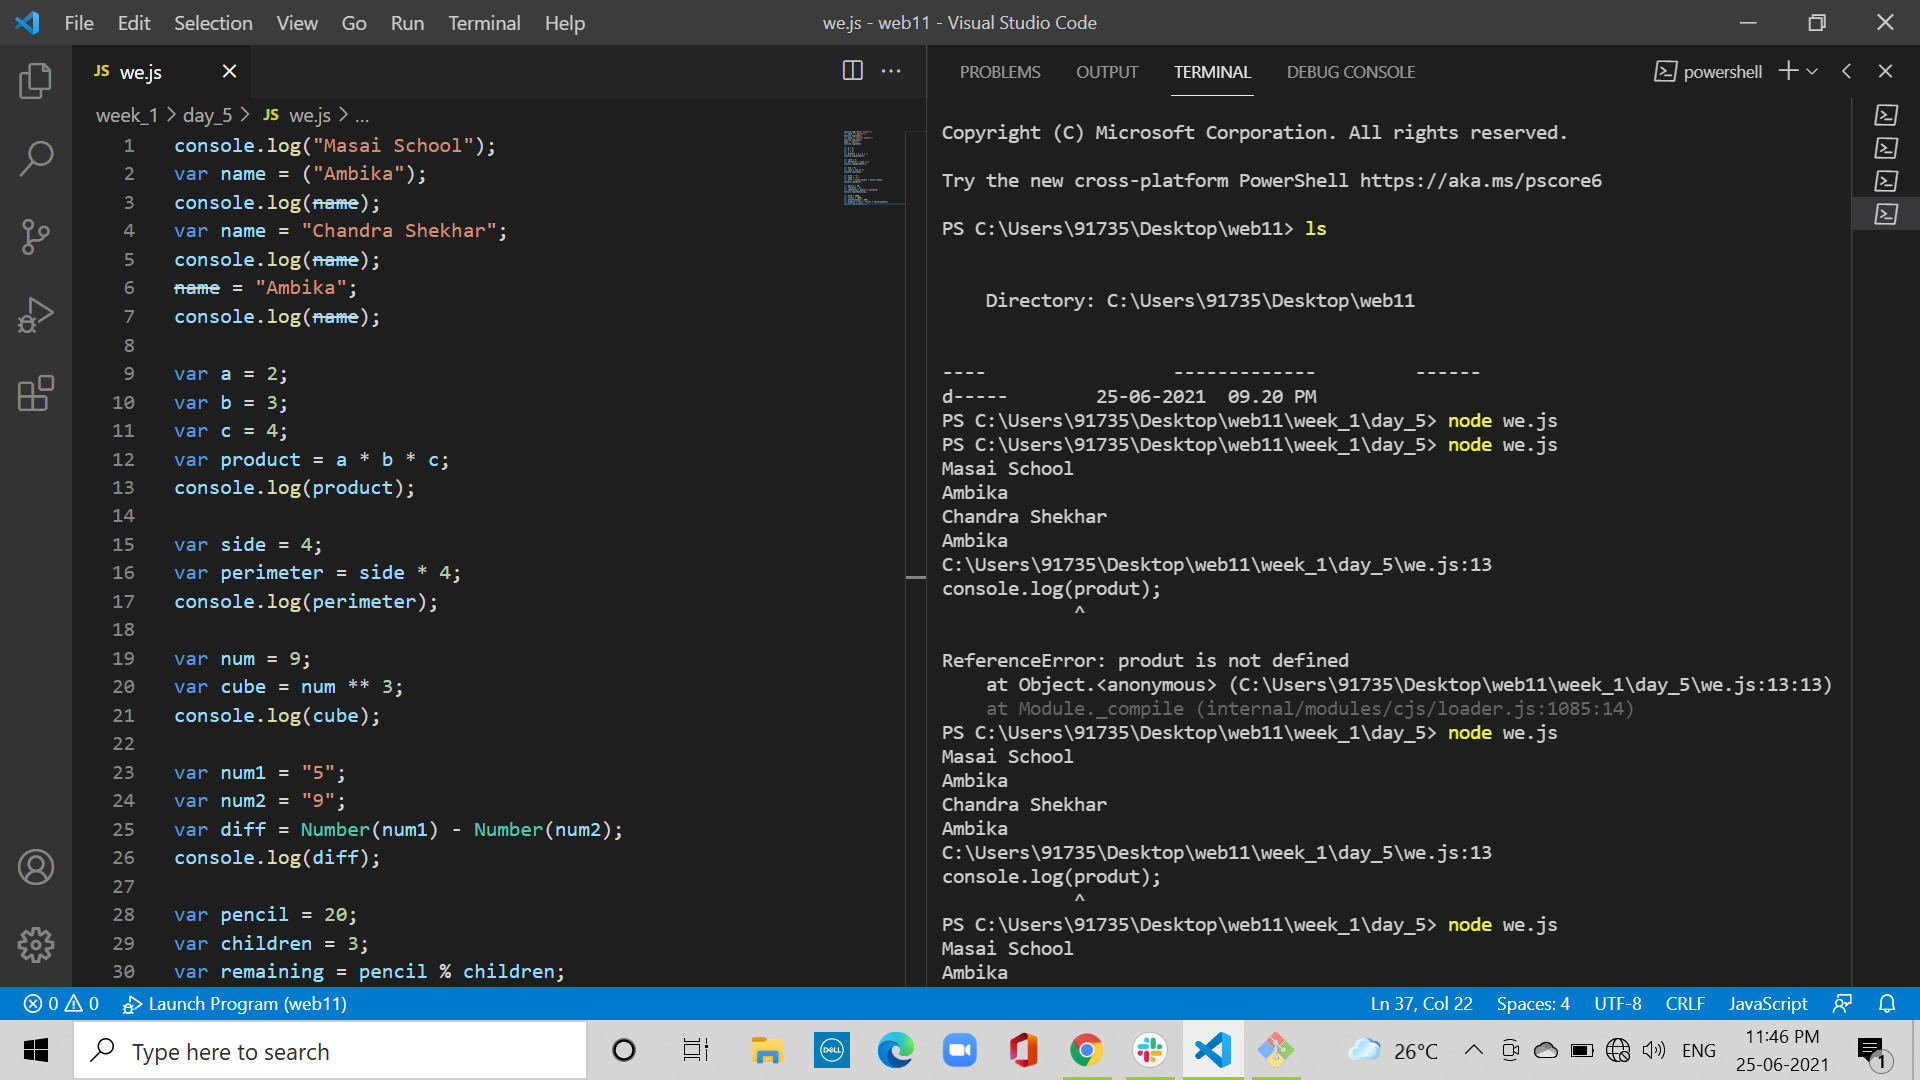 File Edit Selection View Go Run Terminal Help
we.js - web11 - Visual Studio Code
JS we.js
week_1 > day_5 > JS we.js > ...
1 console.log("Masai School");
2 var name = ("Ambika");
3 console.log(name);
4 var name = "Chandra Shekhar";
5 console.log(name);
6 name = "Ambika";
7 console.log(name);
8
9 var a = 2;
10 var b = 3;
11 var c = 4;
12 var product = a * b * c;
13 console.log(product);
14
15 var side = 4;
16 var perimeter = side * 4;
17 console.log(perimeter);
18
19 var num = 9;
20 var cube = num ** 3;
21 console.log(cube);
22
23 var num1 = "5";
24 var num2 = "9";
25 var diff = Number(num1) - Number(num2);
26 console.log(diff);
27
28 var pencil = 20;
29 var children = 3;
30 var remaining = pencil % children;
PROBLEMS OUTPUT TERMINAL DEBUG CONSOLE
powershell
Copyright (C) Microsoft Corporation. All rights reserved.
Try the new cross-platform PowerShell https://aka.ms/pscore6
PS C:\Users\91735\Desktop\web11> ls
Directory: C:\Users\91735\Desktop\web11
---- ------------- ------
d----- 25-06-2021 09.20 PM
PS C:\Users\91735\Desktop\web11\week_1\day_5> node we.js
PS C:\Users\91735\Desktop\web11\week_1\day_5> node we.js
Masai School
Ambika
Chandra Shekhar
Ambika
C:\Users\91735\Desktop\web11\week_1\day_5\we.js:13
console.log(produt);
^
ReferenceError: produt is not defined
at Object.<anonymous> (C:\Users\91735\Desktop\web11\week_1\day_5\we.js:13:13)
at Module._compile (internal/modules/cjs/loader.js:1085:14)
PS C:\Users\91735\Desktop\web11\week_1\day_5> node we.js
Masai School
Ambika
Chandra Shekhar
Ambika
C:\Users\91735\Desktop\web11\week_1\day_5\we.js:13
console.log(produt);
^
PS C:\Users\91735\Desktop\web11\week_1\day_5> node we.js
Masai School
Ambika
0 0 Launch Program (web11)
Ln 37, Col 22 Spaces: 4 UTF-8 CRLF JavaScript
Type here to search
DELL
26°C
ENG
11:46 PM
25-06-2021
1